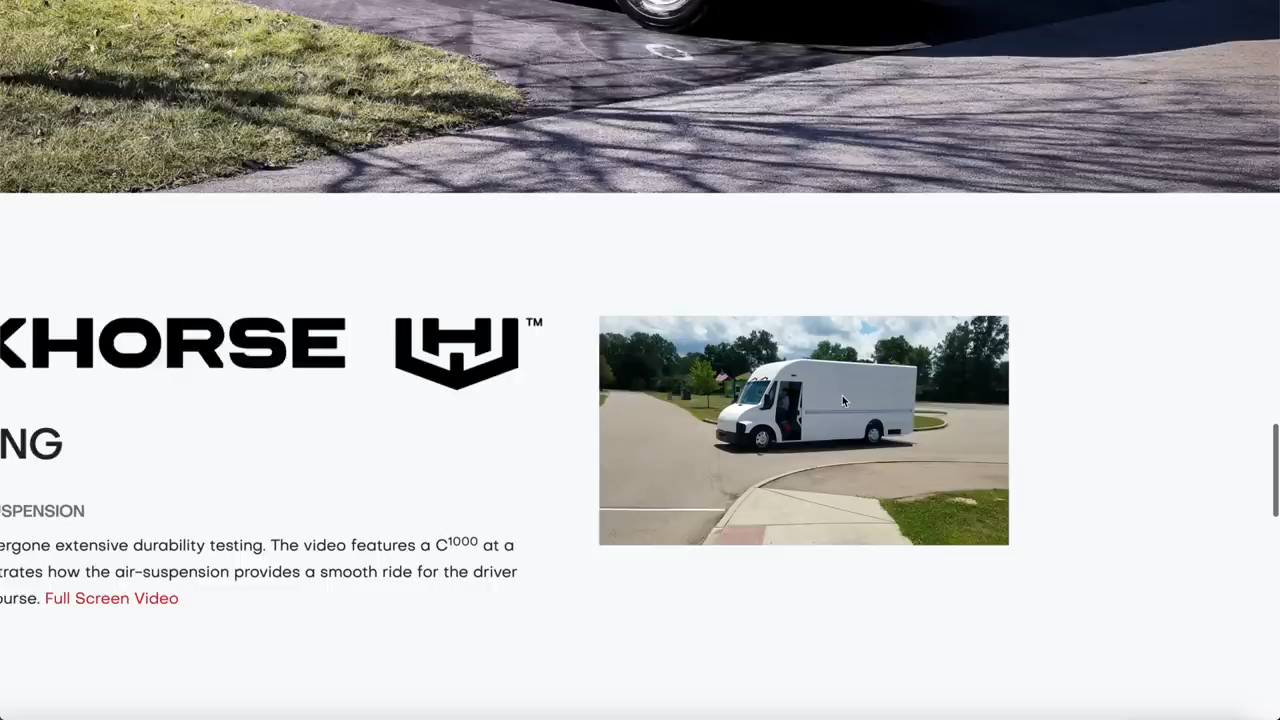 KHORSE
™
NG
SPENSION
ergone extensive durability testing. The video features a C1000 at a
trates how the air-suspension provides a smooth ride for the driver
ourse. Full Screen Video